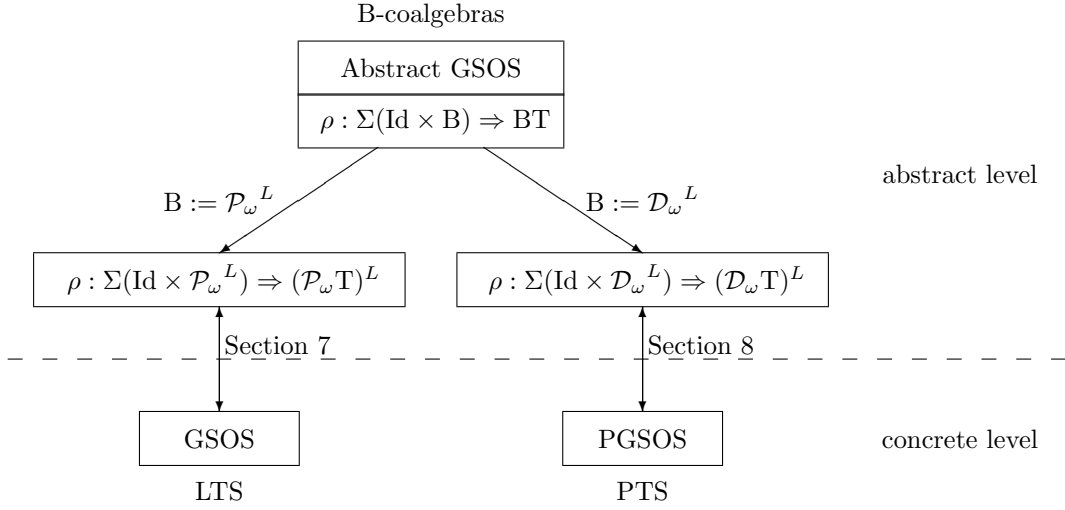 B-coalgebras
Abstract GSOS
ρ : Σ(Id × B) ⇒ BT
abstract level
B := 𝒫_ω^L
B := 𝒟_ω^L
ρ : Σ(Id × 𝒫_ω^L) ⇒ (𝒫_ωT)^L
ρ : Σ(Id × 𝒟_ω^L) ⇒ (𝒟_ωT)^L
Section 7
Section 8
GSOS
PGSOS
concrete level
LTS
PTS